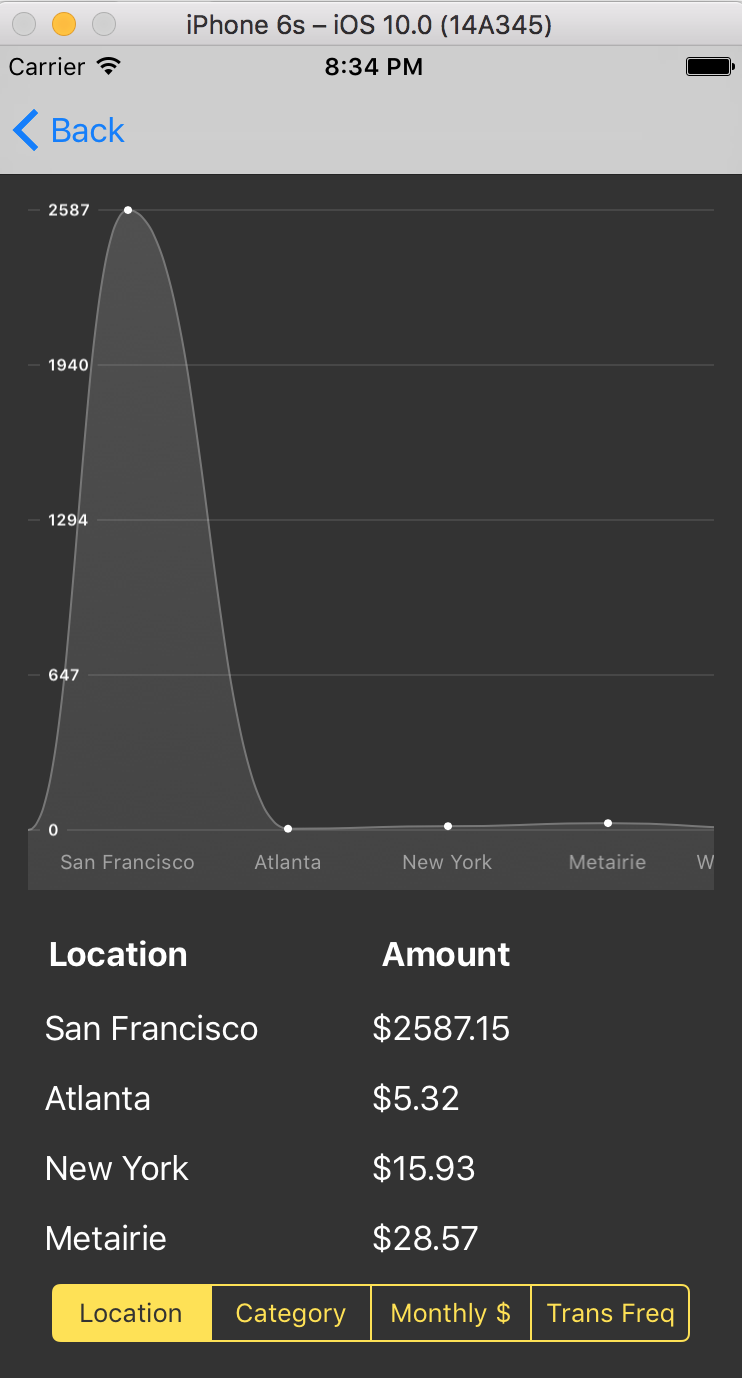 iPhone 6s – iOS 10.0 (14A345)
Carrier 8:34 PM
Back
2587
1940
1294
647
0
San Francisco Atlanta New York Metairie W
Location Amount
San Francisco $2587.15
Atlanta $5.32
New York $15.93
Metairie $28.57
Location Category Monthly $ Trans Freq